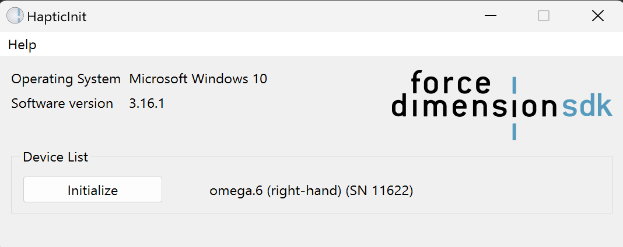 HapticInit
Help
Operating System Microsoft Windows 10
Software version 3.16.1
force
dimension sdk
Device List
Initialize omega.6 (right-hand) (SN 11622)